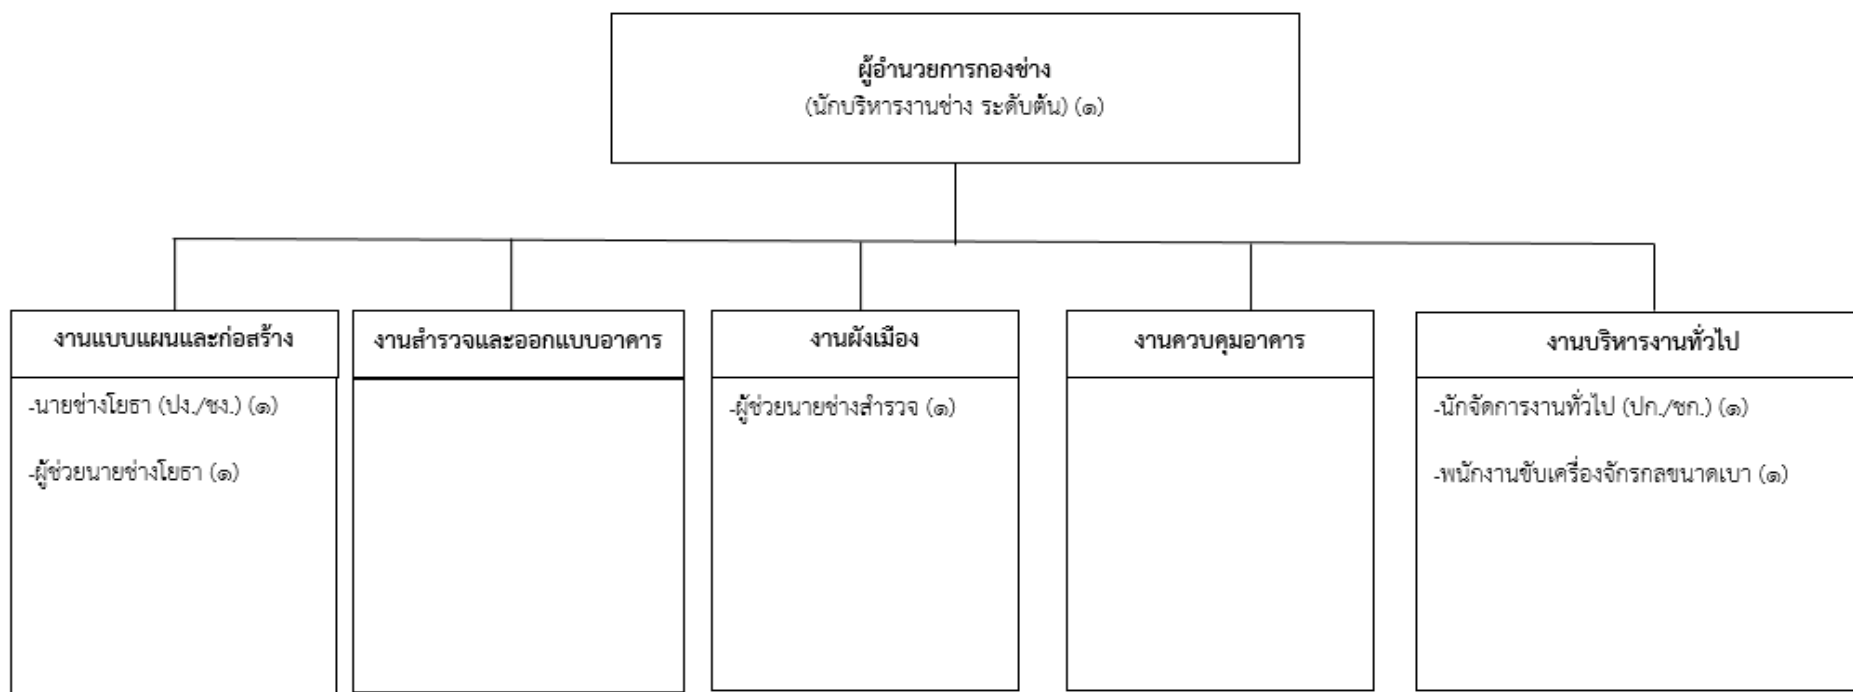 ผู้อำนวยการกองช่าง
(นักบริหารงานช่าง ระดับต้น) (๑)
งานแบบแผนและก่อสร้าง
-นายช่างโยธา (ปง./ชง.) (๑)
-ผู้ช่วยนายช่างโยธา (๑)
งานสำรวจและออกแบบอาคาร
งานผังเมือง
-ผู้ช่วยนายช่างสำรวจ (๑)
งานควบคุมอาคาร
งานบริหารงานทั่วไป
-นักจัดการงานทั่วไป (ปก./ชก.) (๑)
-พนักงานขับเครื่องจักรกลขนาดเบา (๑)